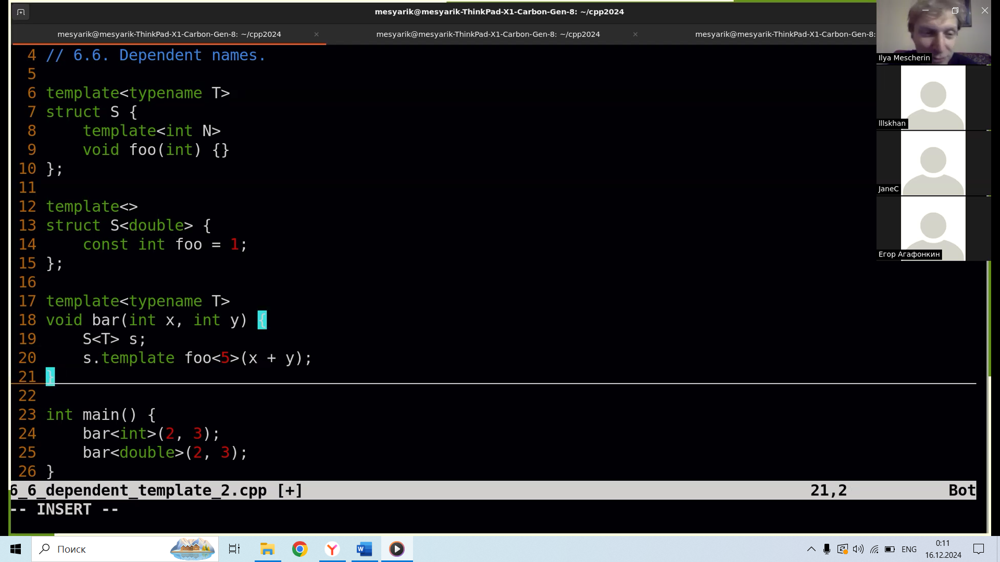 mesyarik@mesyarik-ThinkPad-X1-Carbon-Gen-8: ~/cpp2024
mesyarik@mesyarik-ThinkPad-X1-Carbon-Gen-8: ~/cpp2024 × mesyarik@mesyarik-ThinkPad-X1-Carbon-Gen-8: ~/cpp2024 × mesyarik@mesyarik-ThinkPad-X1-Carbon-Gen-8:
4 // 6.6. Dependent names.
5
6 template<typename T>
7 struct S {
8     template<int N>
9     void foo(int) {}
10 };
11
12 template<>
13 struct S<double> {
14     const int foo = 1;
15 };
16
17 template<typename T>
18 void bar(int x, int y) {
19     S<T> s;
20     s.template foo<5>(x + y);
21 }
22
23 int main() {
24     bar<int>(2, 3);
25     bar<double>(2, 3);
26 }
6_6_dependent_template_2.cpp [+] 21,2 Bot
-- INSERT --
Ilya Mescherin
lllskhan
JaneC
Егор Агафонкин
Поиск
ENG
0:11
16.12.2024